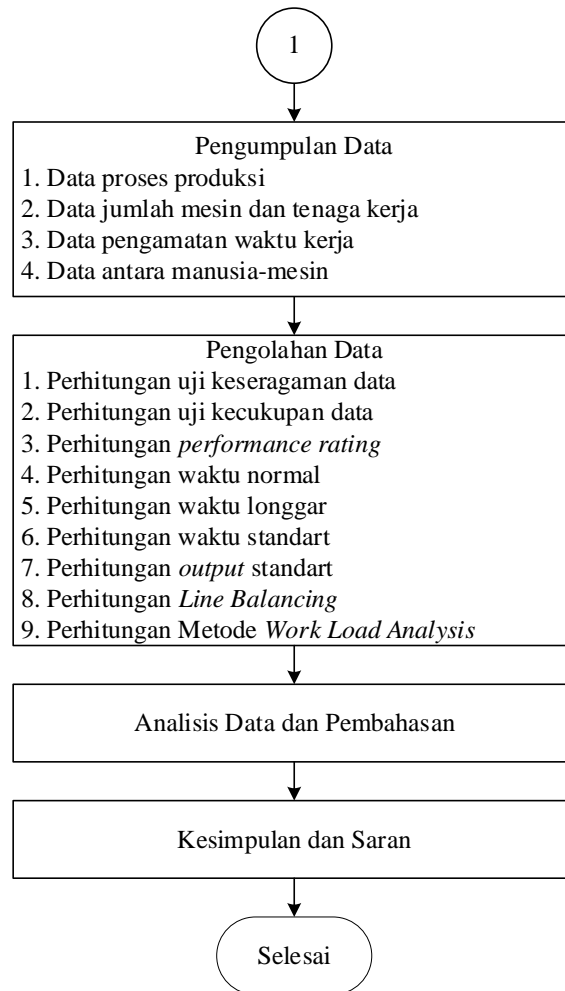 1
Pengumpulan Data
1. Data proses produksi
2. Data jumlah mesin dan tenaga kerja
3. Data pengamatan waktu kerja
4. Data antara manusia-mesin
Pengolahan Data
1. Perhitungan uji keseragaman data
2. Perhitungan uji kecukupan data
3. Perhitungan performance rating
4. Perhitungan waktu normal
5. Perhitungan waktu longgar
6. Perhitungan waktu standart
7. Perhitungan output standart
8. Perhitungan Line Balancing
9. Perhitungan Metode Work Load Analysis
Analisis Data dan Pembahasan
Kesimpulan dan Saran
Selesai